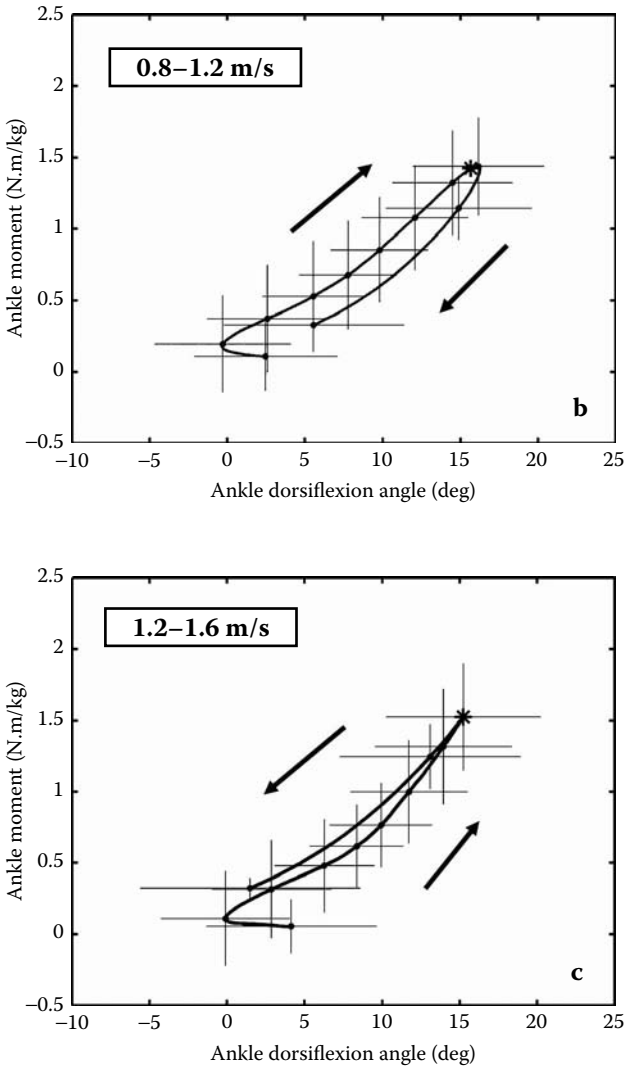 2.5
0.8–1.2 m/s
2
1.5
1
0.5
0
–0.5
Ankle moment (N.m/kg)
b
–10 –5 0 5 10 15 20 25
Ankle dorsiflexion angle (deg)
2.5
1.2–1.6 m/s
2
1.5
1
0.5
0
–0.5
Ankle moment (N.m/kg)
c
–10 –5 0 5 10 15 20 25
Ankle dorsiflexion angle (deg)